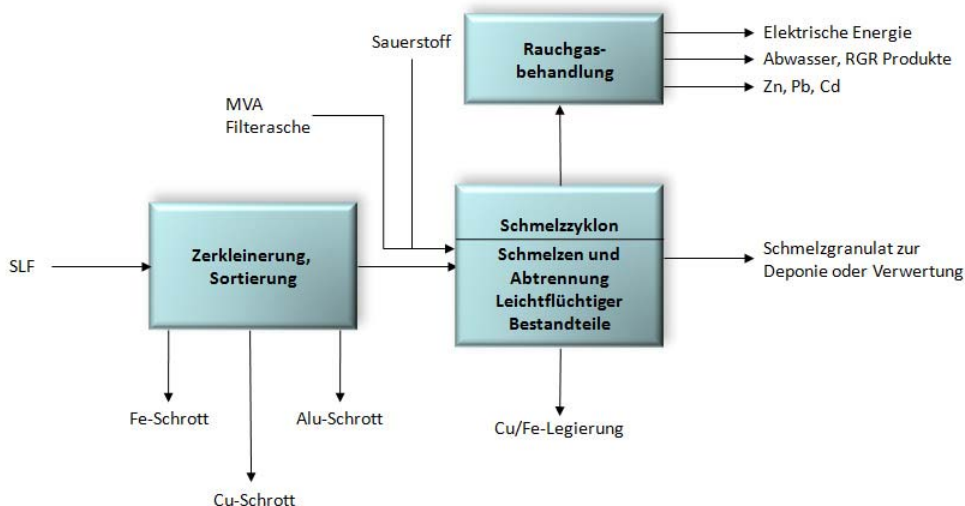 Sauerstoff
Rauchgas-
behandlung
Elektrische Energie
Abwasser, RGR Produkte
Zn, Pb, Cd
MVA
Filterasche
SLF
Zerkleinerung,
Sortierung
Schmelzzyklon
Schmelzen und
Abtrennung
Leichtflüchtiger
Bestandteile
Schmelzgranulat zur
Deponie oder Verwertung
Fe-Schrott
Alu-Schrott
Cu/Fe-Legierung
Cu-Schrott